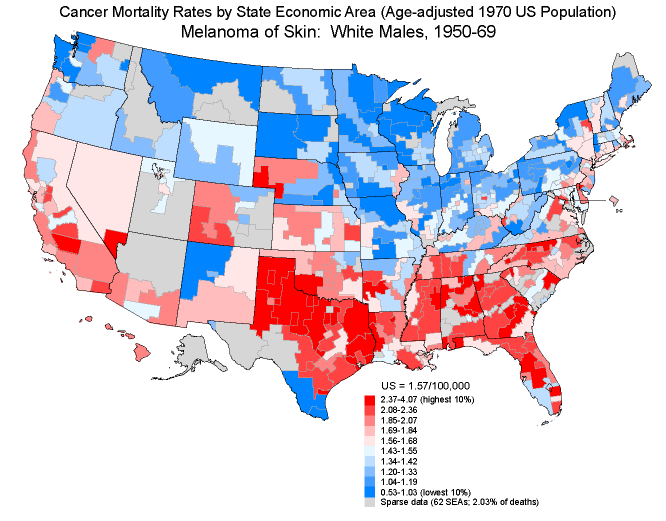 Cancer Mortality Rates by State Economic Area (Age-adjusted 1970 US Population)
Melanoma of Skin: White Males, 1950-69
US = 1.57/100,000
2.37-4.07 (highest 10%)
2.08-2.36
1.85-2.07
1.69-1.84
1.56-1.68
1.43-1.55
1.34-1.42
1.20-1.33
1.04-1.19
0.53-1.03 (lowest 10%)
Sparse data (62 SEAs; 2.03% of deaths)